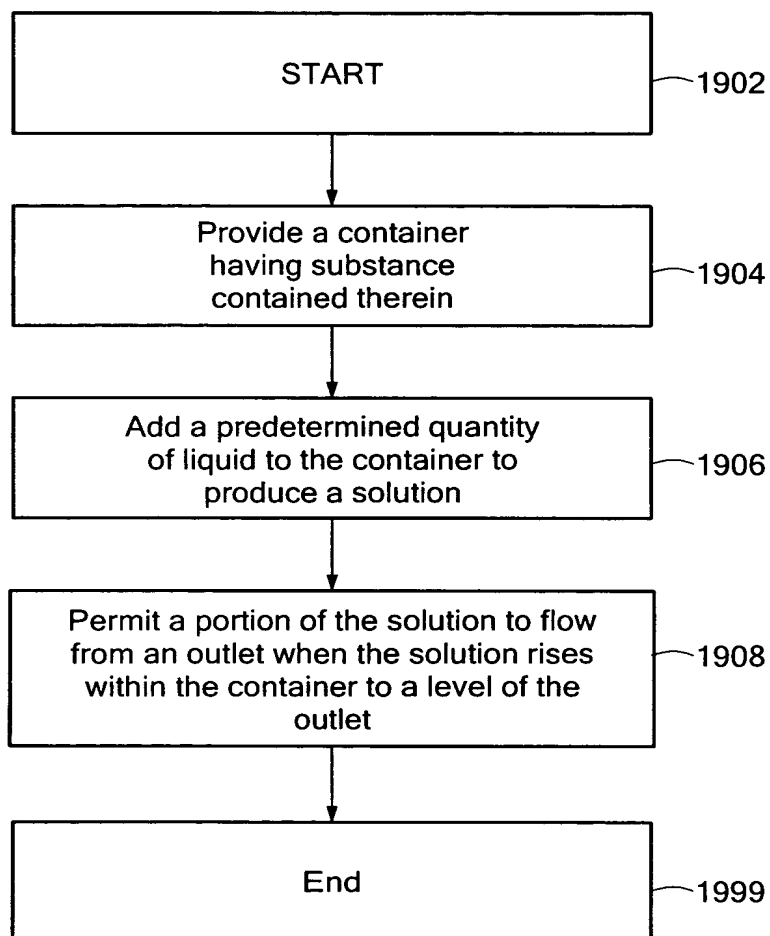 START
1902
Provide a container
having substance
contained therein
1904
Add a predetermined quantity
of liquid to the container to
produce a solution
1906
Permit a portion of the solution to flow
from an outlet when the solution rises
within the container to a level of the
outlet
1908
End
1999